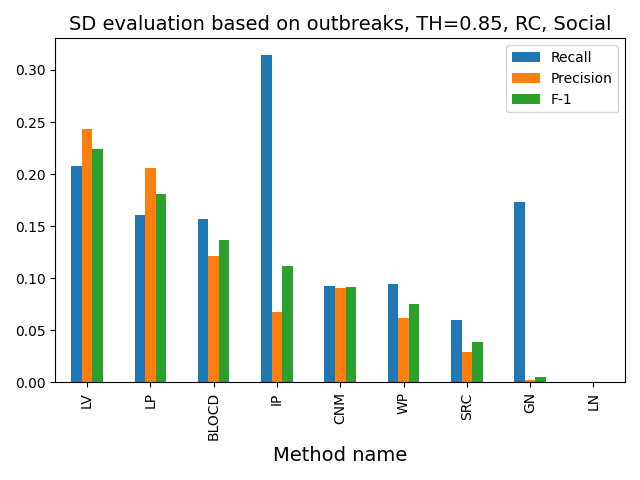 SD evaluation based on outbreaks, TH=0.85, RC, Social
Recall
Precision
F-1
0.30
0.25
0.20
0.15
0.10
0.05
0.00
LV
LP
BLOCD
IP
CNM
WP
SRC
GN
LN
Method name